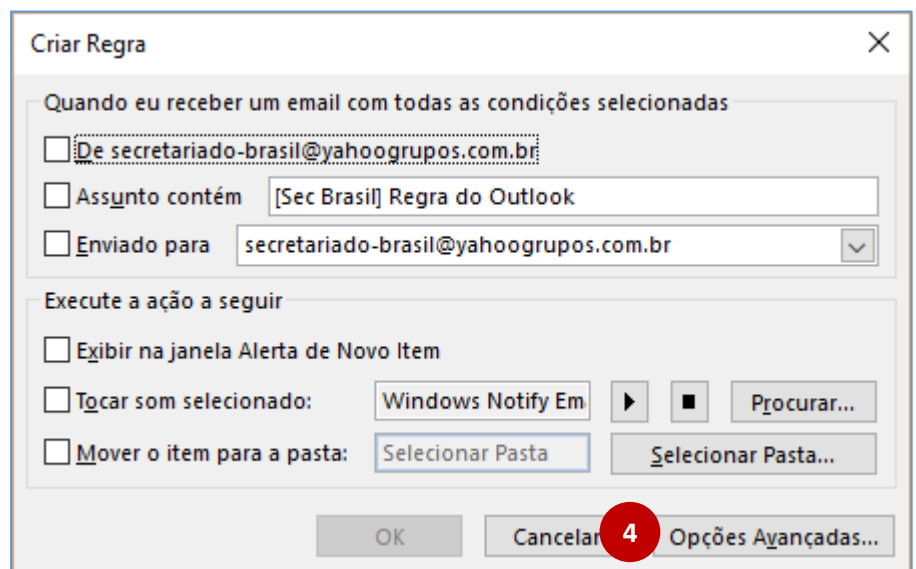 Criar Regra
Quando eu receber um email com todas as condições selecionadas
De secretariado-brasil@yahoogrupos.com.br
Assunto contém [Sec Brasil] Regra do Outlook
Enviado para secretariado-brasil@yahoogrupos.com.br
Execute a ação a seguir
Exibir na janela Alerta de Novo Item
Tocar som selecionado: Windows Notify Em Procurar...
Mover o item para a pasta: Selecionar Pasta Selecionar Pasta...
OK Cancelar 4 Opções Avançadas...